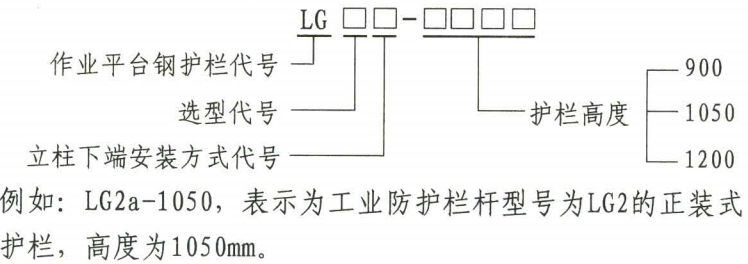 LG □□-□□□□
作业平台钢护栏代号
900
选型代号
护栏高度
1050
立柱下端安装方式代号
1200
例如：LG2a-1050，表示为工业防护栏杆型号为LG2的正装式
护栏，高度为1050mm。